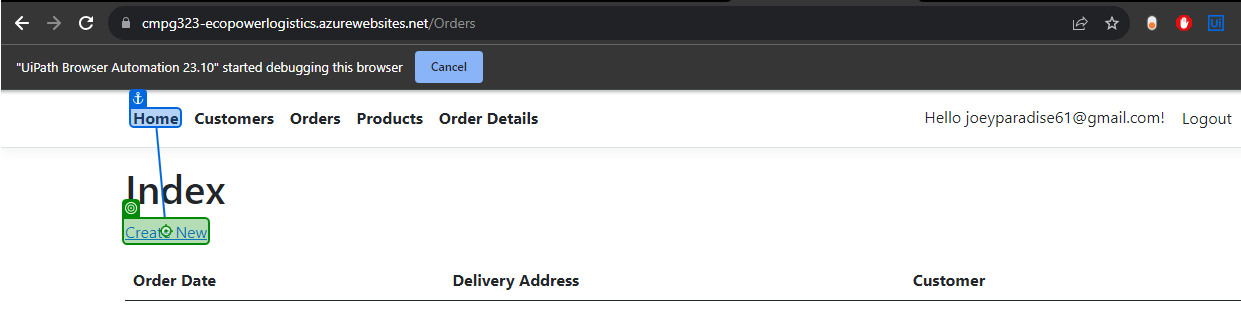 cmpg323-ecopowerlogistics.azurewebsites.net/Orders
Ui
"UiPath Browser Automation 23.10" started debugging this browser Cancel
Home Customers Orders Products Order Details Hello joeyparadise61@gmail.com! Logout
Index
Create New
Order Date Delivery Address Customer